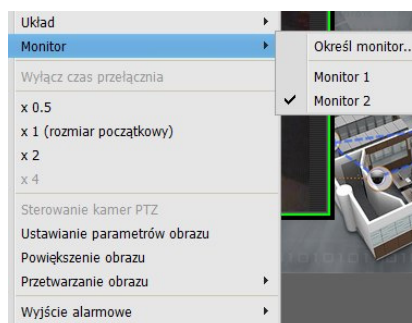 Układ
Monitor
Określ monitor..
Wyłącz czas przełącznia
Monitor 1
Monitor 2
x 0.5
x 1 (rozmiar początkowy)
x 2
x 4
Sterowanie kamer PTZ
Ustawianie parametrów obrazu
Powiększenie obrazu
Przetwarzanie obrazu
Wyjście alarmowe